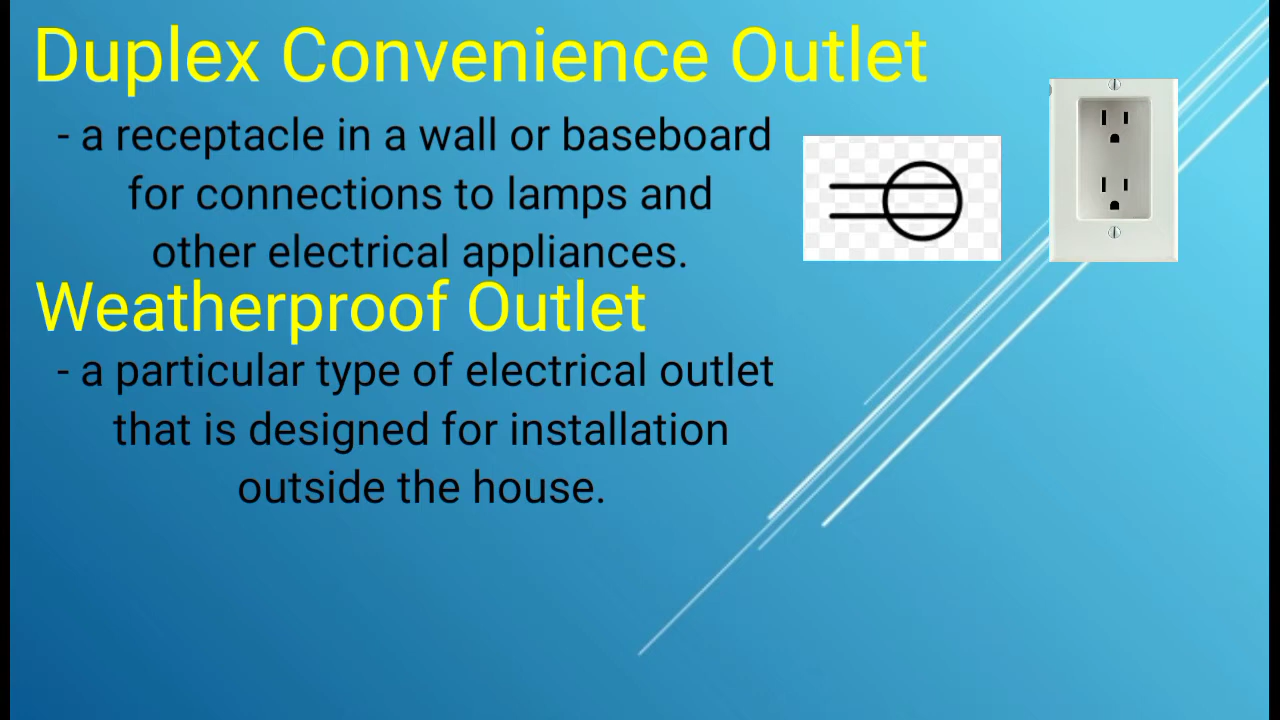 Duplex Convenience Outlet
- a receptacle in a wall or baseboard
for connections to lamps and
other electrical appliances.
Weatherproof Outlet
- a particular type of electrical outlet
that is designed for installation
outside the house.